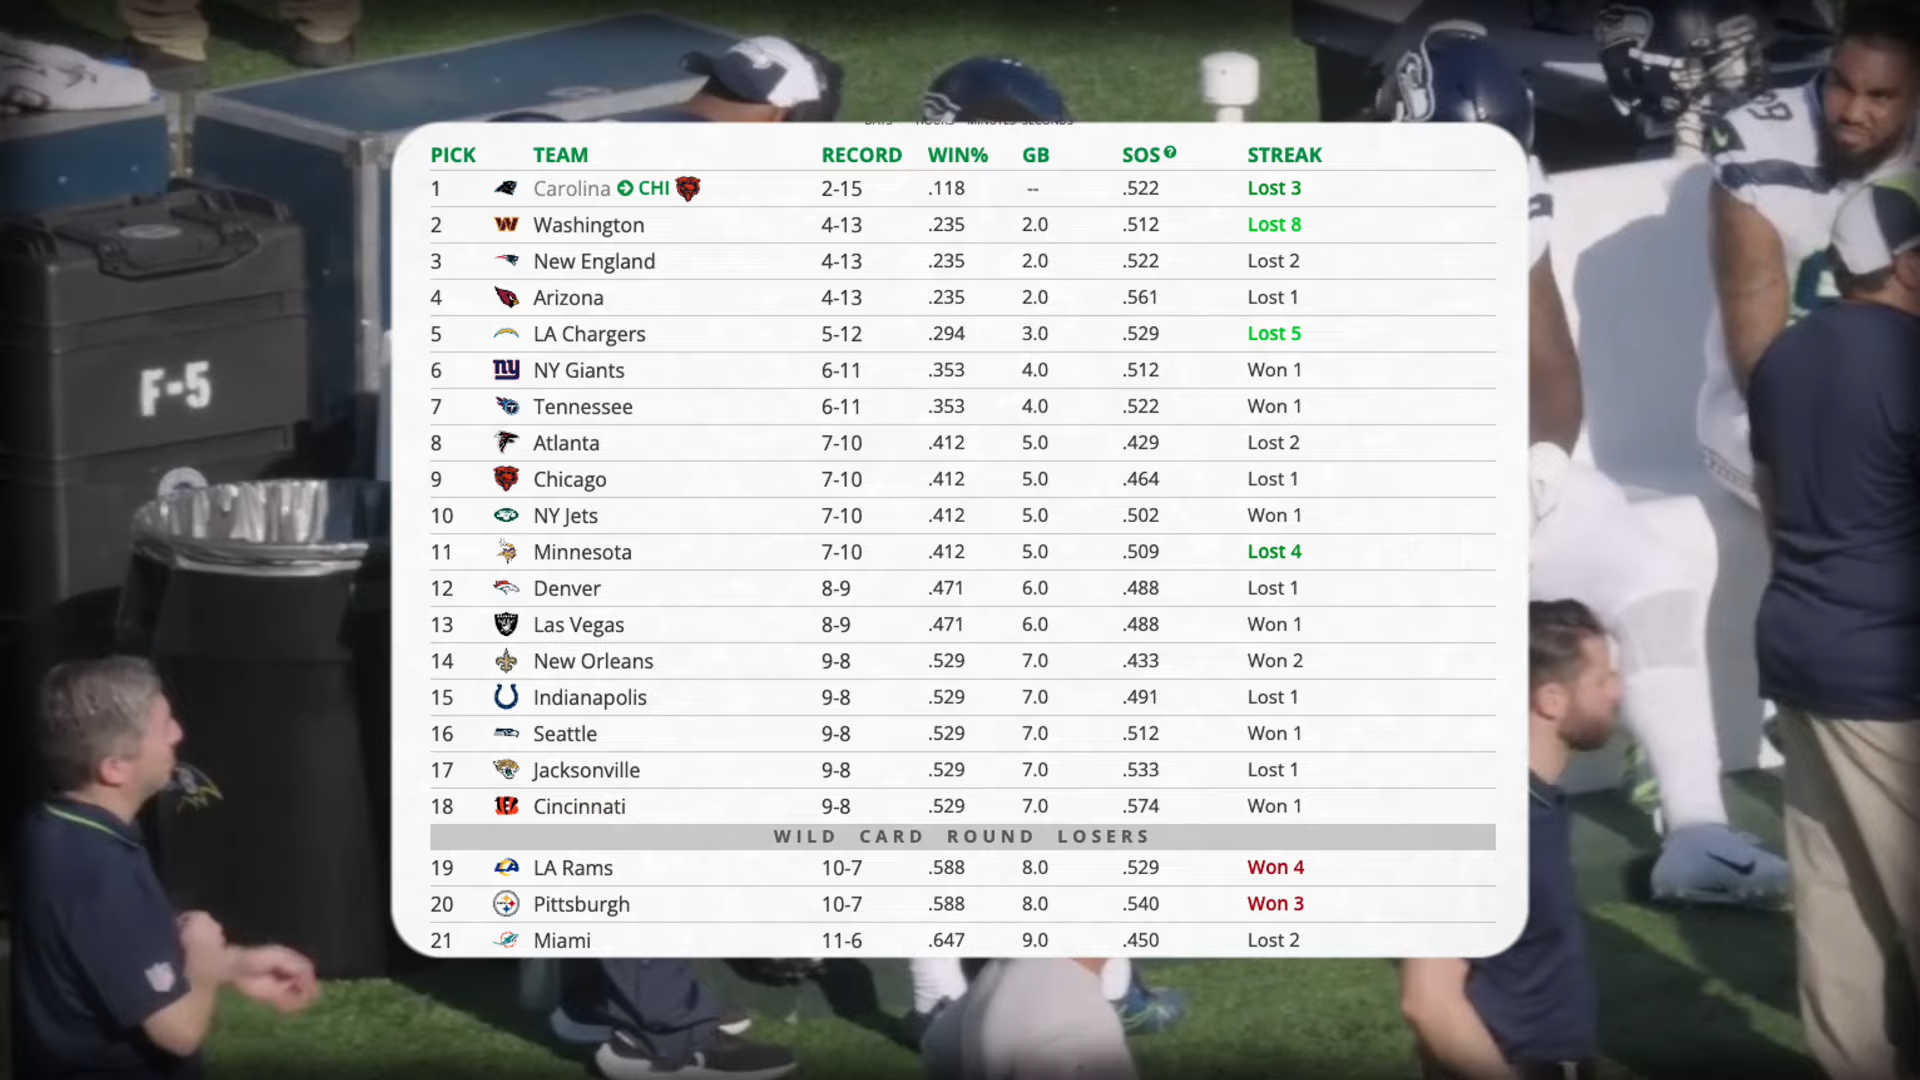 PICK TEAM RECORD WIN% GB SOS? STREAK
1 Carolina CHI 2-15 .118 -- .522 Lost 3
2 Washington 4-13 .235 2.0 .512 Lost 8
3 New England 4-13 .235 2.0 .522 Lost 2
4 Arizona 4-13 .235 2.0 .561 Lost 1
5 LA Chargers 5-12 .294 3.0 .529 Lost 5
6 NY Giants 6-11 .353 4.0 .512 Won 1
7 Tennessee 6-11 .353 4.0 .522 Won 1
8 Atlanta 7-10 .412 5.0 .429 Lost 2
9 Chicago 7-10 .412 5.0 .464 Lost 1
10 NY Jets 7-10 .412 5.0 .502 Won 1
11 Minnesota 7-10 .412 5.0 .509 Lost 4
12 Denver 8-9 .471 6.0 .488 Lost 1
13 Las Vegas 8-9 .471 6.0 .488 Won 1
14 New Orleans 9-8 .529 7.0 .433 Won 2
15 Indianapolis 9-8 .529 7.0 .491 Lost 1
16 Seattle 9-8 .529 7.0 .512 Won 1
17 Jacksonville 9-8 .529 7.0 .533 Lost 1
18 Cincinnati 9-8 .529 7.0 .574 Won 1
WILD CARD ROUND LOSERS
19 LA Rams 10-7 .588 8.0 .529 Won 4
20 Pittsburgh 10-7 .588 8.0 .540 Won 3
21 Miami 11-6 .647 9.0 .450 Lost 2
F-5